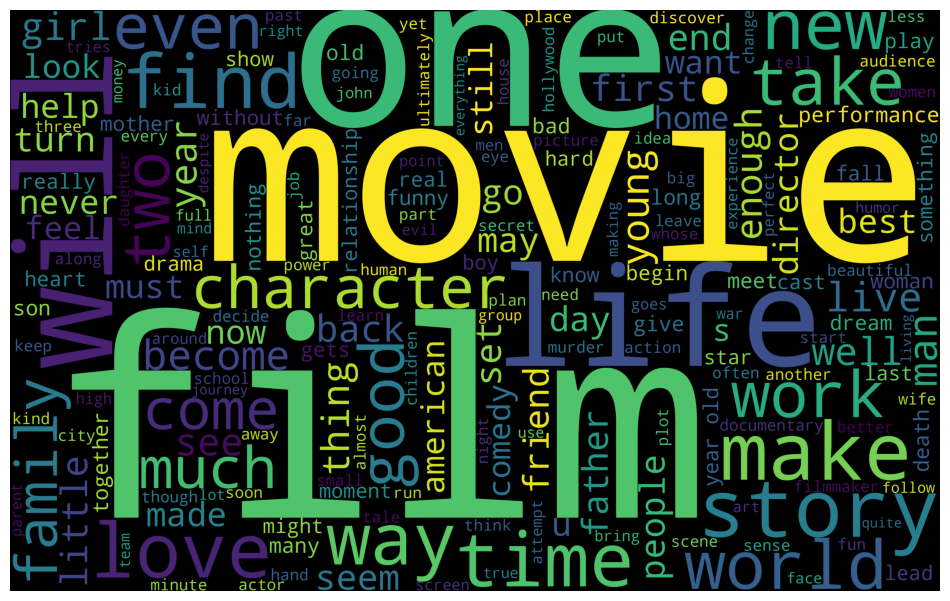 girl
tries
even
past
right
one
yet
place
discover
new
less
play
look
money
find
kid
show
old
going
john
ultimately
everything
still
house
hollywood
put
want
end
take
change
tell
audience
women
will
help
three
turn
mother
every
without
far
year
despite
men
eye
bad
picture
hard
first
home
idea
performance
movie
really
never
feel
daughter
two
full
mind
self
nothing
job
great
relationship
point
real
funny
part
evil
go
secret
may
making
young
long
big
leave
whose
experience
enough
perfect
director
fall
humor
best
something
along
heart
son
drama
must
power
human
boy
character
plan
group
need
know
goes
life
begin
meet
cast
beautiful
woman
live
keep
decide
now
around
learn
back
gets
become
set
day
murder
action
give
war
s
star
start
dream
well
living
man
film
high
school
journey
come
see
away
almost
thing
good
children
american
comedy
night
use
friend
father
people
plot
work
often
another
last
wife
kind
city
family
parent
little
together
much
though
lot
soon
small
moment
run
year old
documentary
better
make
death
filmmaker
follow
story
made
love
team
might
many
way
tale
time
think
attempt
u
bring
scene
art
sense
quite
fun
world
face
lead
minute
actor
hand
seem
screen
true